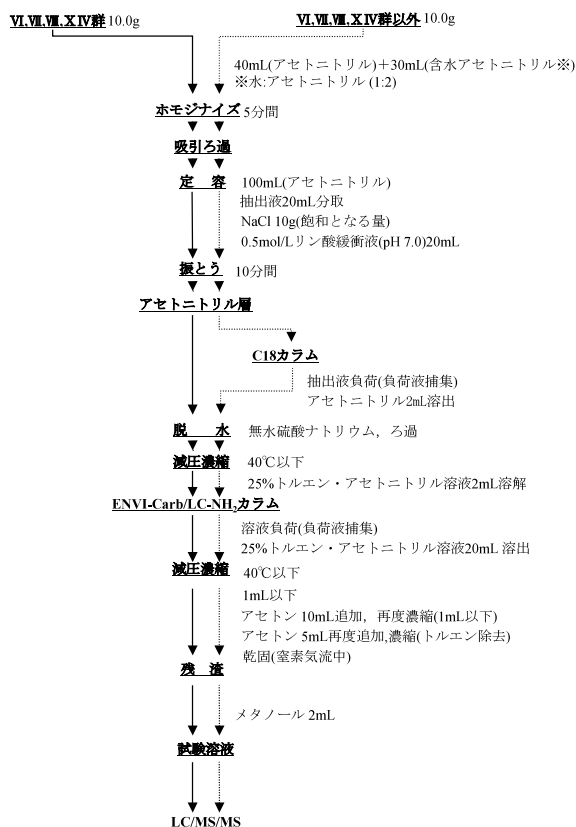 VI,VII,VIII,XIV群 10.0g
VI,VII,VIII,XIV群以外 10.0g
40mL(アセトニトリル)+30mL(含水アセトニトリル※)
※水:アセトニトリル (1:2)
ホモジナイズ 5分間
吸引ろ過
定 容 100mL(アセトニトリル)
抽出液20mL分取
NaCl 10g(飽和となる量)
0.5mol/Lリン酸緩衝液(pH 7.0)20mL
振とう 10分間
アセトニトリル層
C18カラム
抽出液負荷(負荷液捕集)
アセトニトリル2mL溶出
脱 水 無水硫酸ナトリウム，ろ過
減圧濃縮 40℃以下
25%トルエン・アセトニトリル溶液2mL溶解
ENVI-Carb/LC-NH₂カラム
溶液負荷(負荷液捕集)
25%トルエン・アセトニトリル溶液20mL 溶出
減圧濃縮 40℃以下
1mL以下
アセトン 10mL追加，再度濃縮(1mL以下)
アセトン 5mL再度追加,濃縮(トルエン除去)
乾固(窒素気流中)
残 渣
メタノール 2mL
試験溶液
LC/MS/MS